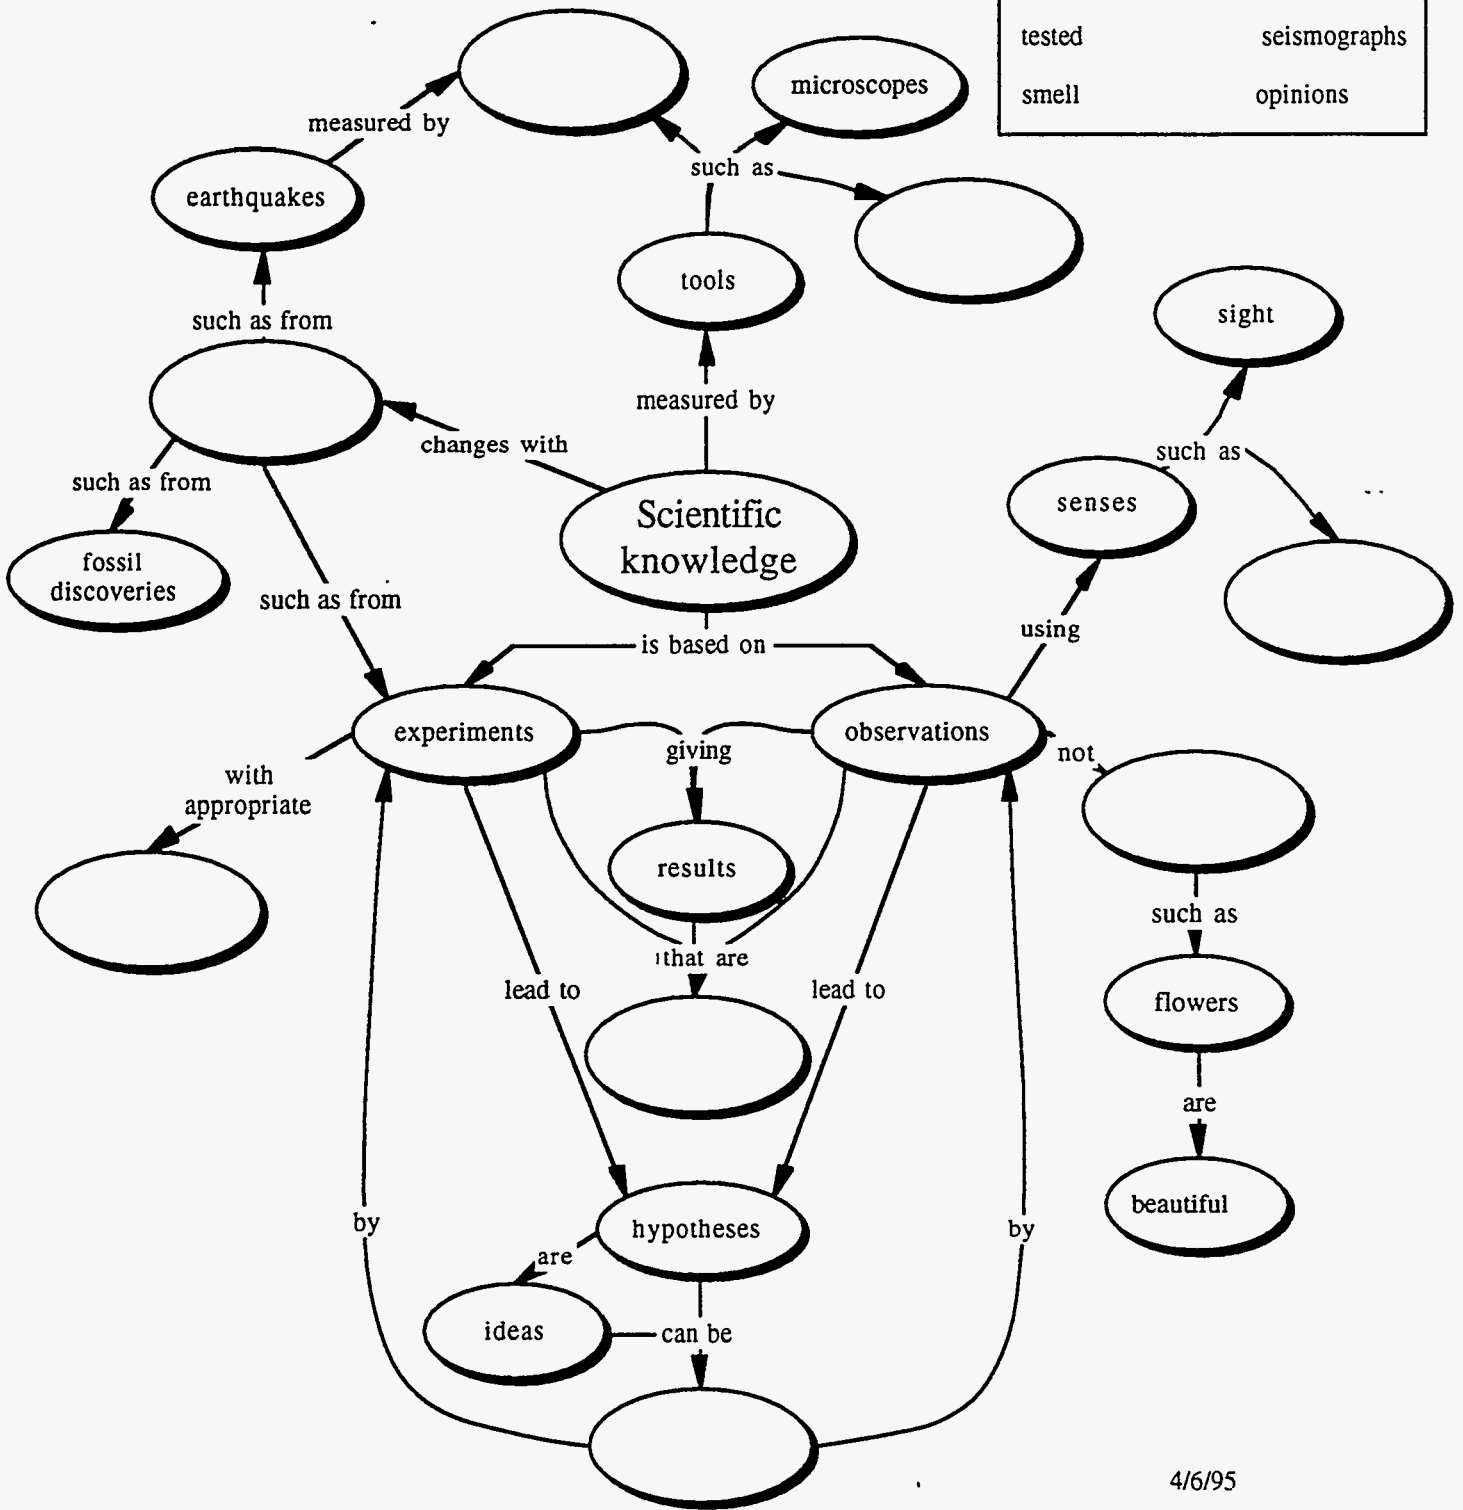 tested seismographs
smell opinions
microscopes
measured by
such as
earthquakes
tools
sight
such as from
measured by
changes with
such as
such as from
Scientific
knowledge
senses
fossil
discoveries
such as from
using
is based on
experiments
observations
giving
not
with
appropriate
results
such as
that are
lead to
lead to
flowers
are
beautiful
by
hypotheses
by
are
ideas
can be
4/6/95